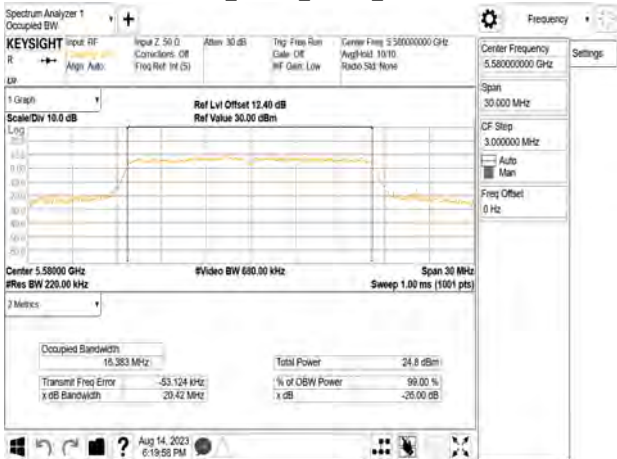 Spectrum Analyzer 1
Occupied BW
Frequency
KEYSIGHT Input: RF
R
Align: Auto
Input Z: 50 Ω
Corrections: Off
Freq Ref: Int (S)
Atten: 30 dB
Trig: Free Run
Gate: Off
#IF Gain: Low
Center Freq: 5.580000000 GHz
Avg|Hold: 10/10
Radio Std: None
Center Frequency
5.580000000 GHz
Settings
Span
30.000 MHz
CF Step
3.000000 MHz
Auto
Man
Freq Offset
0 Hz
1 Graph
Scale/Div 10.0 dB
Ref Lvl Offset 12.40 dB
Ref Value 30.00 dBm
Log
Center 5.58000 GHz
#Res BW 220.00 kHz
#Video BW 680.00 kHz
Span 30 MHz
Sweep 1.00 ms (1001 pts)
2 Metrics
Occupied Bandwidth
16.383 MHz
Total Power 24.8 dBm
Transmit Freq Error -53.124 kHz
% of OBW Power 99.00 %
x dB Bandwidth 20.42 MHz
x dB -26.00 dB
?
Aug 14, 2023
6:19:58 PM